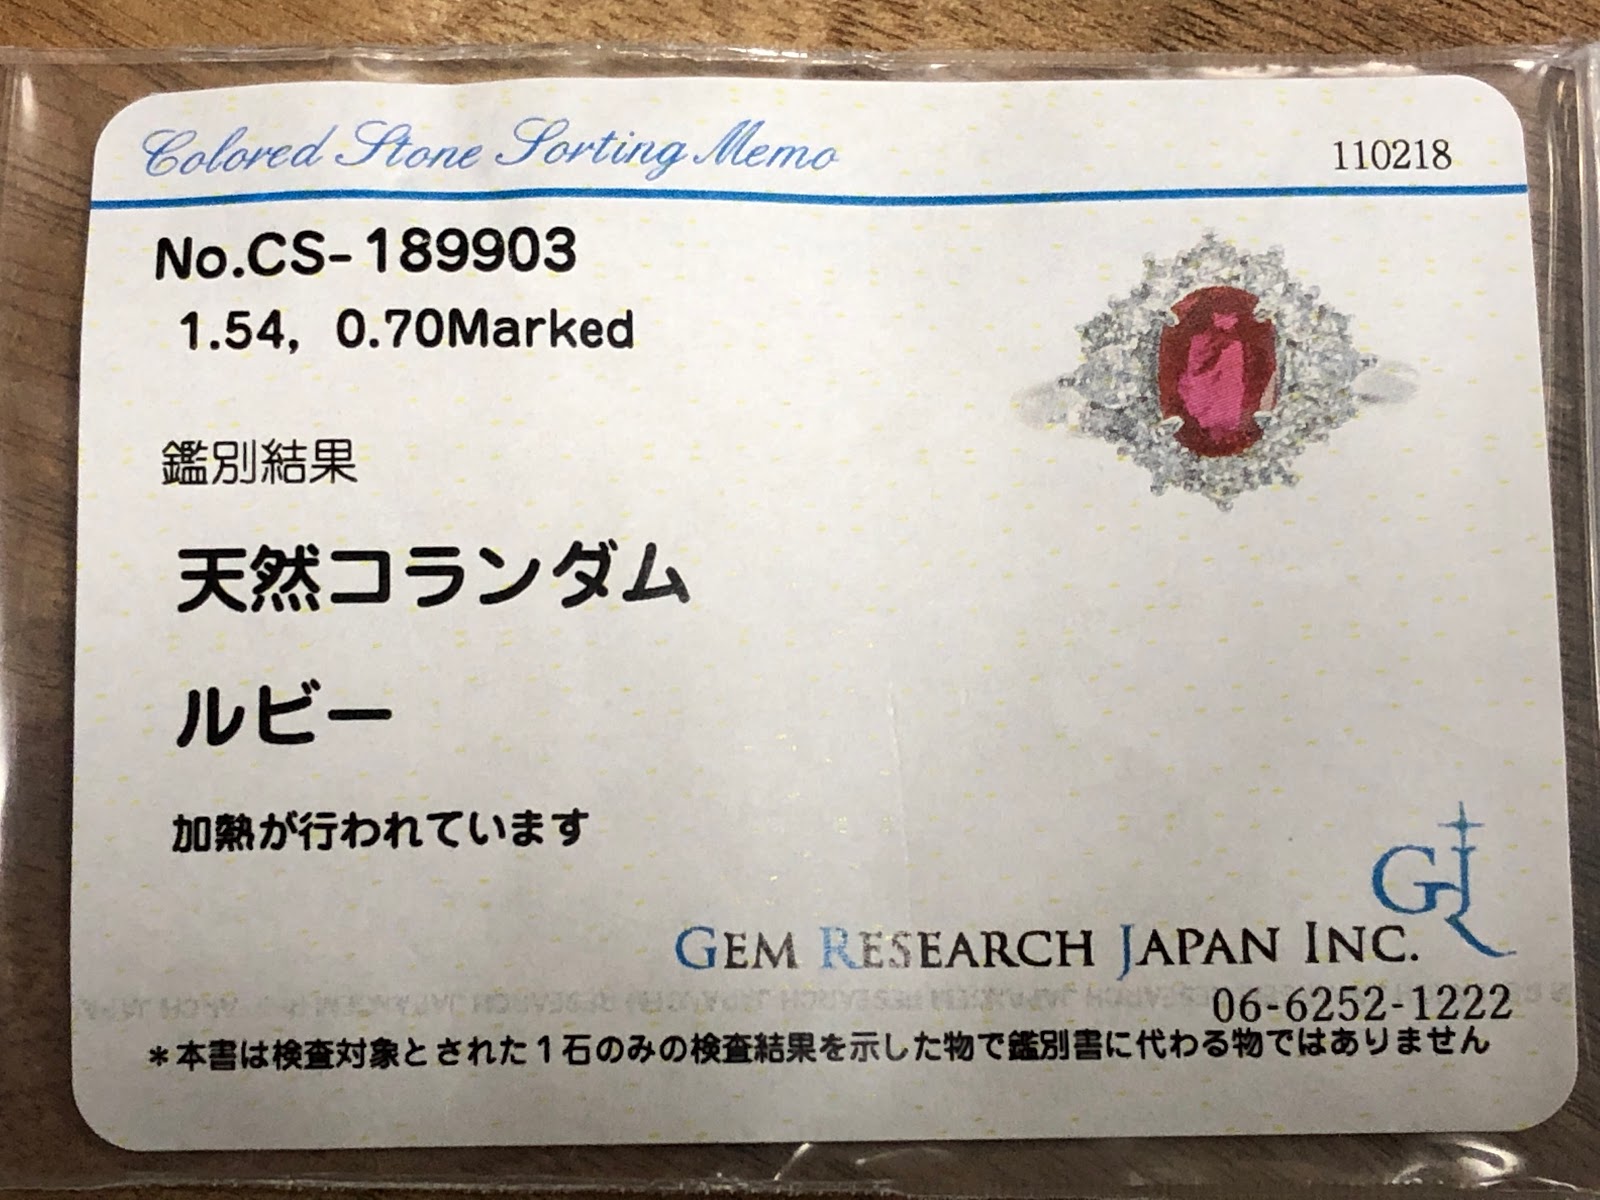 Colored Stone Sorting Memo
110218
No.CS-189903
1.54, 0.70Marked
鑑別結果
天然コランダム
ルビー
加熱が行われています
GEM RESEARCH JAPAN INC.
06-6252-1222
*本書は検査対象とされた1石のみの検査結果を示した物で鑑別書に代わる物ではありません